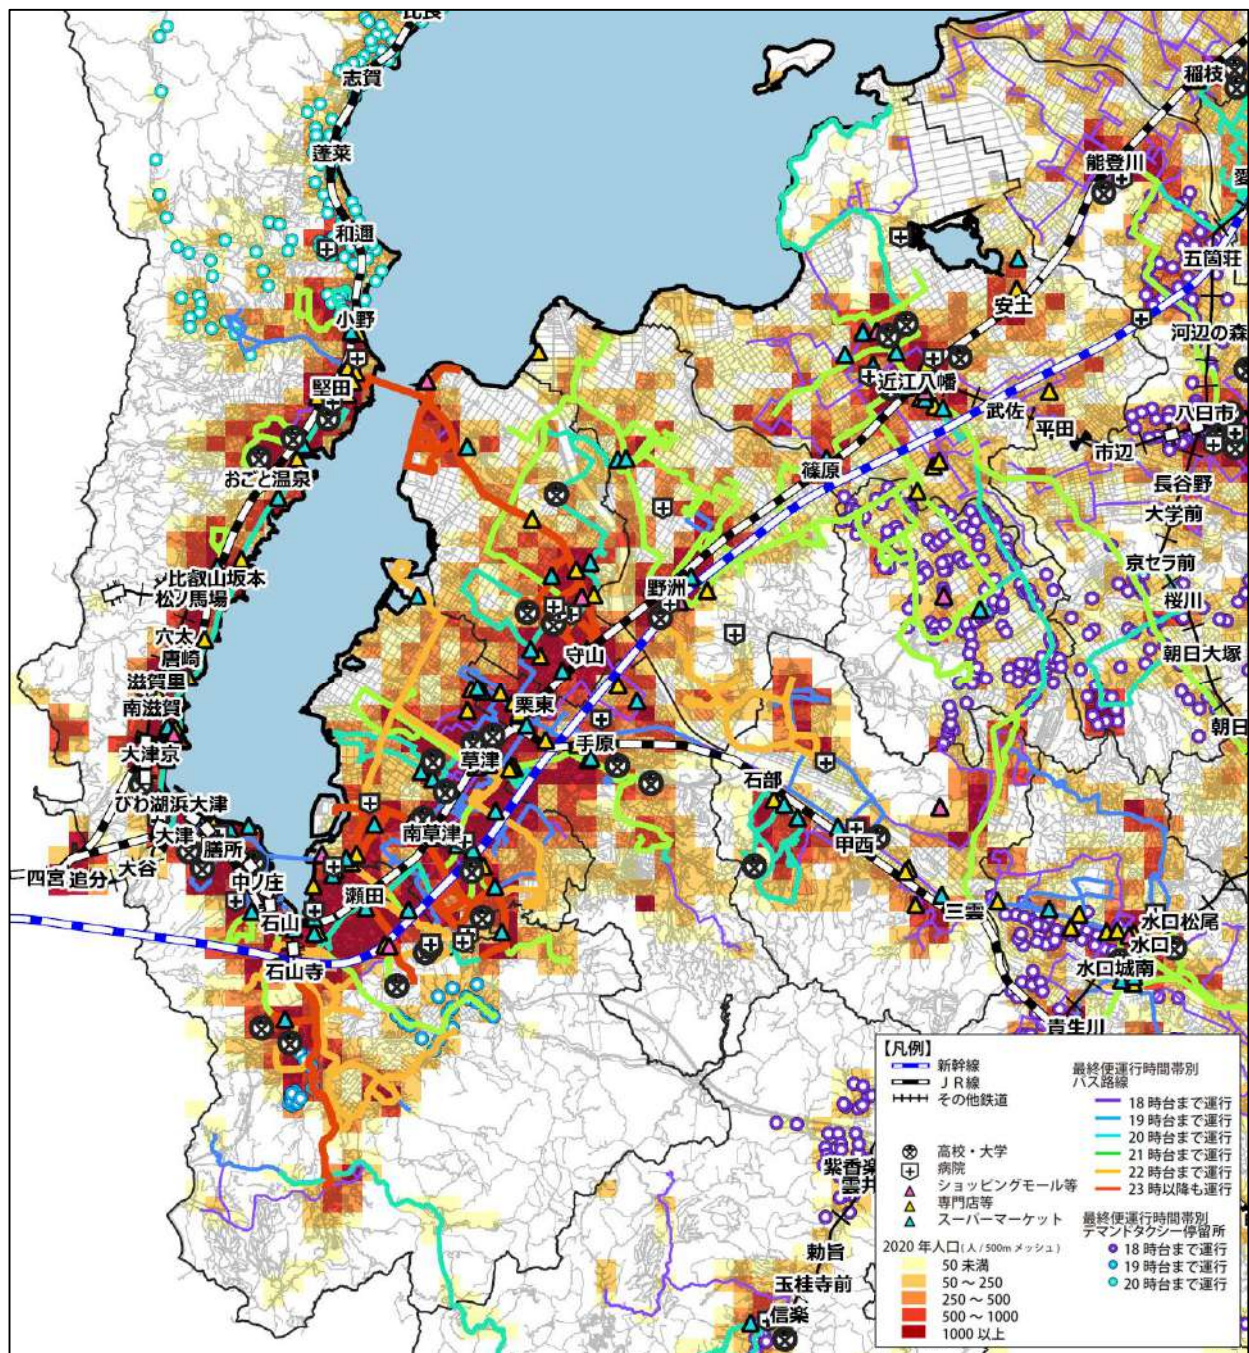 比良
志賀
蓬莱
和邇
小野
堅田
おごと温泉
比叡山坂本
松ノ馬場
穴太
唐崎
滋賀里
南滋賀
大津京
びわ湖浜大津
大津
膳所
大谷
四宮
追分
中ノ庄
石山
石山寺
瀬田
南草津
草津
栗東
手原
守山
野洲
篠原
近江八幡
安土
能登川
稲枝
愛
五箇荘
河辺の森
武佐
平田
市辺
八日市
長谷野
大学前
京セラ前
桜川
朝日大塚
朝日
石部
甲西
三雲
水口松尾
水口
水口城南
貴生川
紫香楽
雲井
勅旨
玉桂寺前
信楽
【凡例】
新幹線
JR線
その他鉄道
高校・大学
病院
ショッピングモール等
専門店等
スーパーマーケット
2020年人口(人/500mメッシュ)
50未満
50～250
250～500
500～1000
1000以上
最終便運行時間帯別
バス路線
18時台まで運行
19時台まで運行
20時台まで運行
21時台まで運行
22時台まで運行
23時以降も運行
最終便運行時間帯別
デマンドタクシー停留所
18時台まで運行
19時台まで運行
20時台まで運行